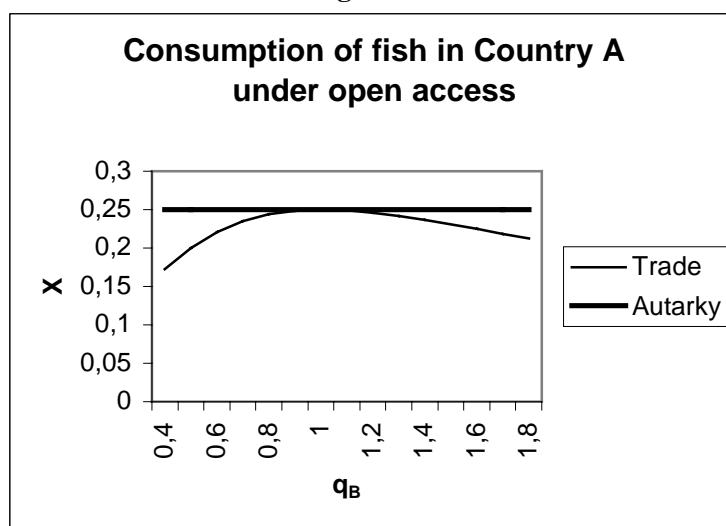 Consumption of fish in Country A
under open access
0,3
0,25
0,2
0,15
0,1
0,05
0
X
0,4
0,6
0,8
1
1,2
1,4
1,6
1,8
qB
Trade
Autarky